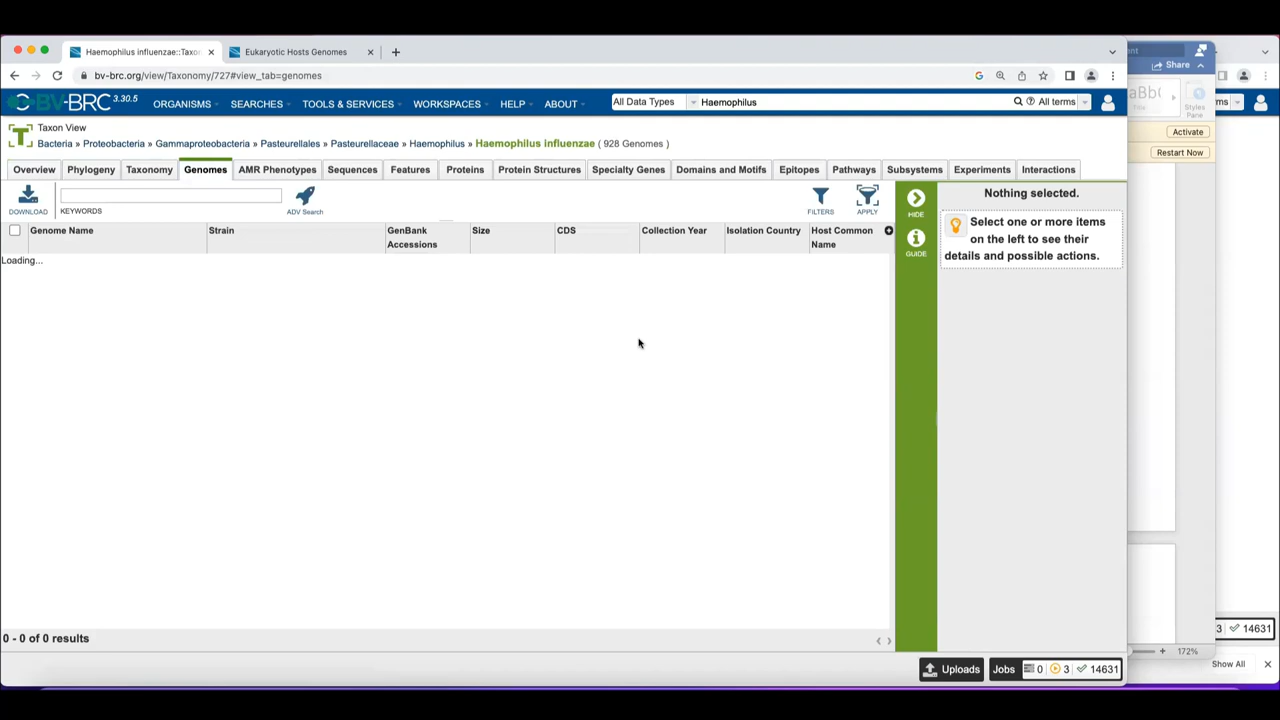 Haemophilus influenzae::Taxo
Eukaryotic Hosts Genomes
bv-brc.org/view/Taxonomy/727#view_tab=genomes
Share
BV-BRC 3.30.5
ORGANISMS
SEARCHES
TOOLS & SERVICES
WORKSPACES
HELP
ABOUT
All Data Types
Haemophilus
All terms
Styles Pane
Title
Activate
Restart Now
Taxon View
Bacteria » Proteobacteria » Gammaproteobacteria » Pasteurellales » Pasteurellaceae » Haemophilus » Haemophilus influenzae ( 928 Genomes )
Overview Phylogeny Taxonomy Genomes AMR Phenotypes Sequences Features Proteins Protein Structures Specialty Genes Domains and Motifs Epitopes Pathways Subsystems Experiments Interactions
DOWNLOAD
KEYWORDS
ADV Search
FILTERS
APPLY
HIDE
GUIDE
Nothing selected.
Select one or more items
on the left to see their
details and possible actions.
Genome Name Strain GenBank Accessions Size CDS Collection Year Isolation Country Host Common Name
Loading...
0 - 0 of 0 results
Uploads
Jobs 0 3 14631
3 14631
172%
Show All